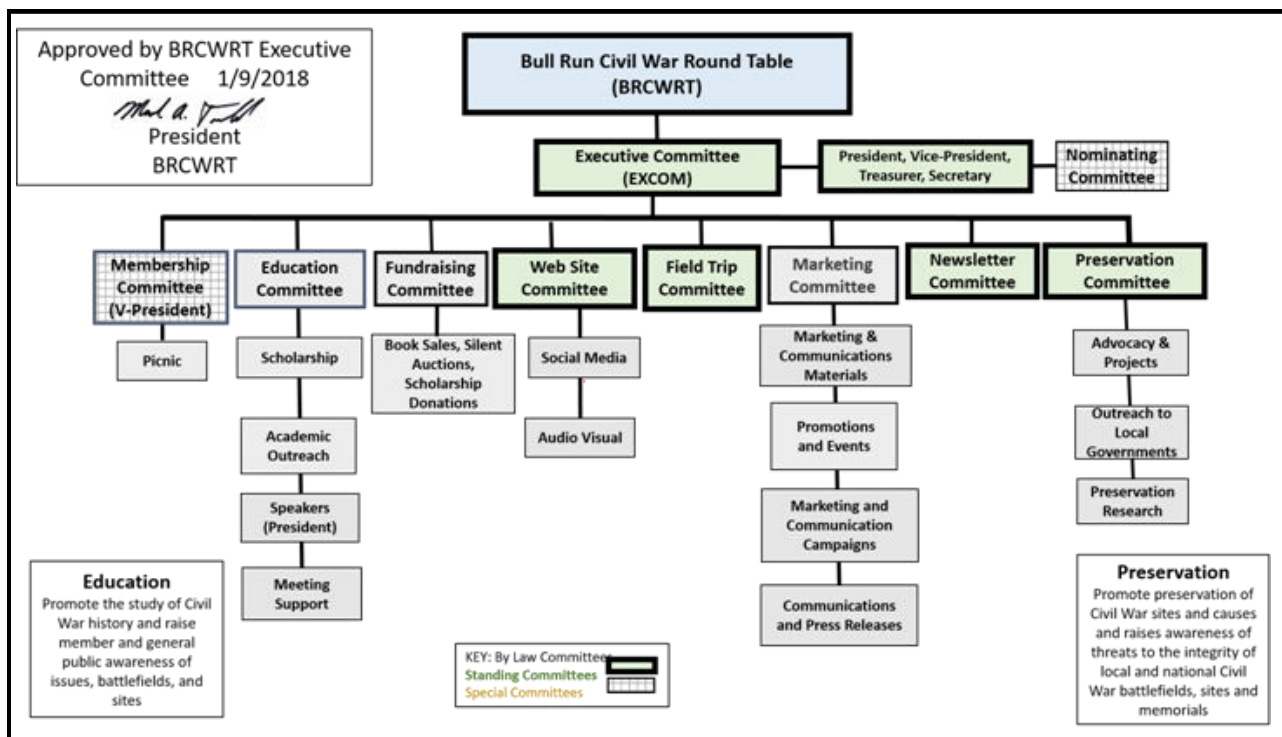 Approved by BRCWRT Executive
Committee 1/9/2018
President
BRCWRT
Bull Run Civil War Round Table
(BRCWRT)
Executive Committee
(EXCOM)
President, Vice-President,
Treasurer, Secretary
Nominating
Committee
Membership
Committee
(V-President)
Education
Committee
Fundraising
Committee
Web Site
Committee
Field Trip
Committee
Marketing
Committee
Newsletter
Committee
Preservation
Committee
Picnic
Scholarship
Academic
Outreach
Speakers
(President)
Meeting
Support
Book Sales, Silent
Auctions,
Scholarship
Donations
Social Media
Audio Visual
Marketing &
Communications
Materials
Promotions
and Events
Marketing and
Communication
Campaigns
Communications
and Press Releases
Advocacy &
Projects
Outreach to
Local
Governments
Preservation
Research
Education
Promote the study of Civil
War history and raise
member and general
public awareness of
issues, battlefields, and
sites
KEY: By Law Committees
Standing Committees
Special Committees
Preservation
Promote preservation of
Civil War sites and causes
and raises awareness of
threats to the integrity of
local and national Civil
War battlefields, sites and
memorials